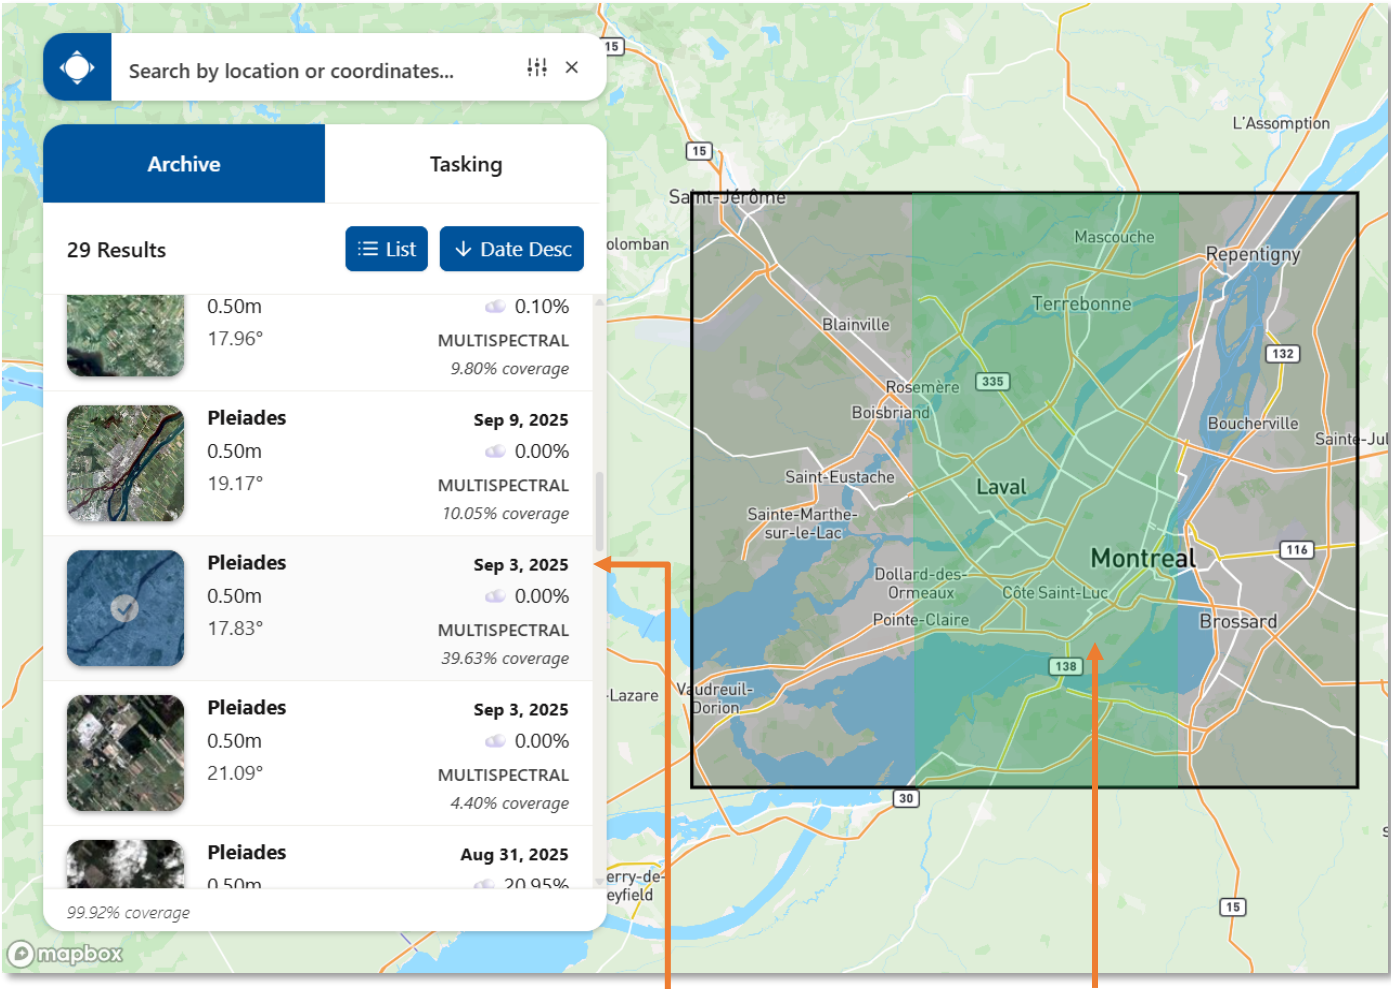 Search by location or coordinates...
Archive
Tasking
29 Results
List
Date Desc
0.50m
0.10%
17.96°
MULTISPECTRAL
9.80% coverage
Pleiades
Sep 9, 2025
0.50m
0.00%
19.17°
MULTISPECTRAL
10.05% coverage
Pleiades
Sep 3, 2025
0.50m
0.00%
17.83°
MULTISPECTRAL
39.63% coverage
Pleiades
Sep 3, 2025
0.50m
0.00%
21.09°
MULTISPECTRAL
4.40% coverage
Pleiades
Aug 31, 2025
0.50m
20.95%
99.92% coverage
mapbox
15
L'Assomption
15
Saint-Jérôme
olomban
Mascouche
Repentigny
Terrebonne
Blainville
132
Rosemère
335
Boisbriand
Boucherville
Sainte-Jul
Saint-Eustache
Laval
Sainte-Marthe-
sur-le-Lac
Montreal
116
Dollard-des-
Ormeaux
Côte Saint-Luc
Pointe-Claire
Brossard
138
-Lazare
Vaudreuil-
Dorion
30
erry-de-
eyfield
15